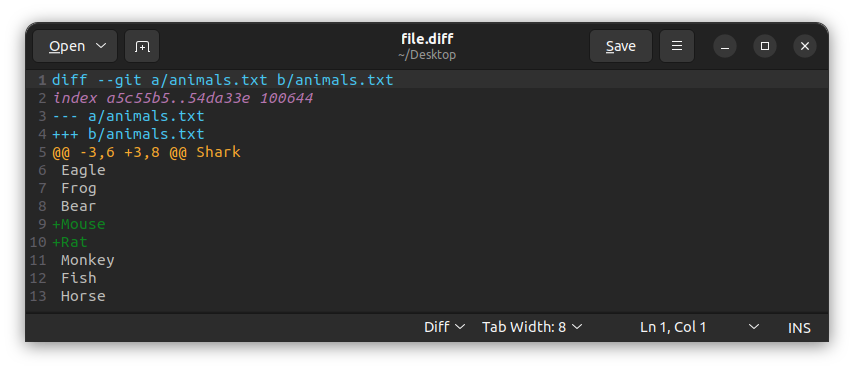 Open
file.diff
~/Desktop
Save
1 diff --git a/animals.txt b/animals.txt
2 index a5c55b5..54da33e 100644
3 --- a/animals.txt
4 +++ b/animals.txt
5 @@ -3,6 +3,8 @@ Shark
6  Eagle
7  Frog
8  Bear
9 +Mouse
10 +Rat
11  Monkey
12  Fish
13  Horse
Diff Tab Width: 8 Ln 1, Col 1 INS